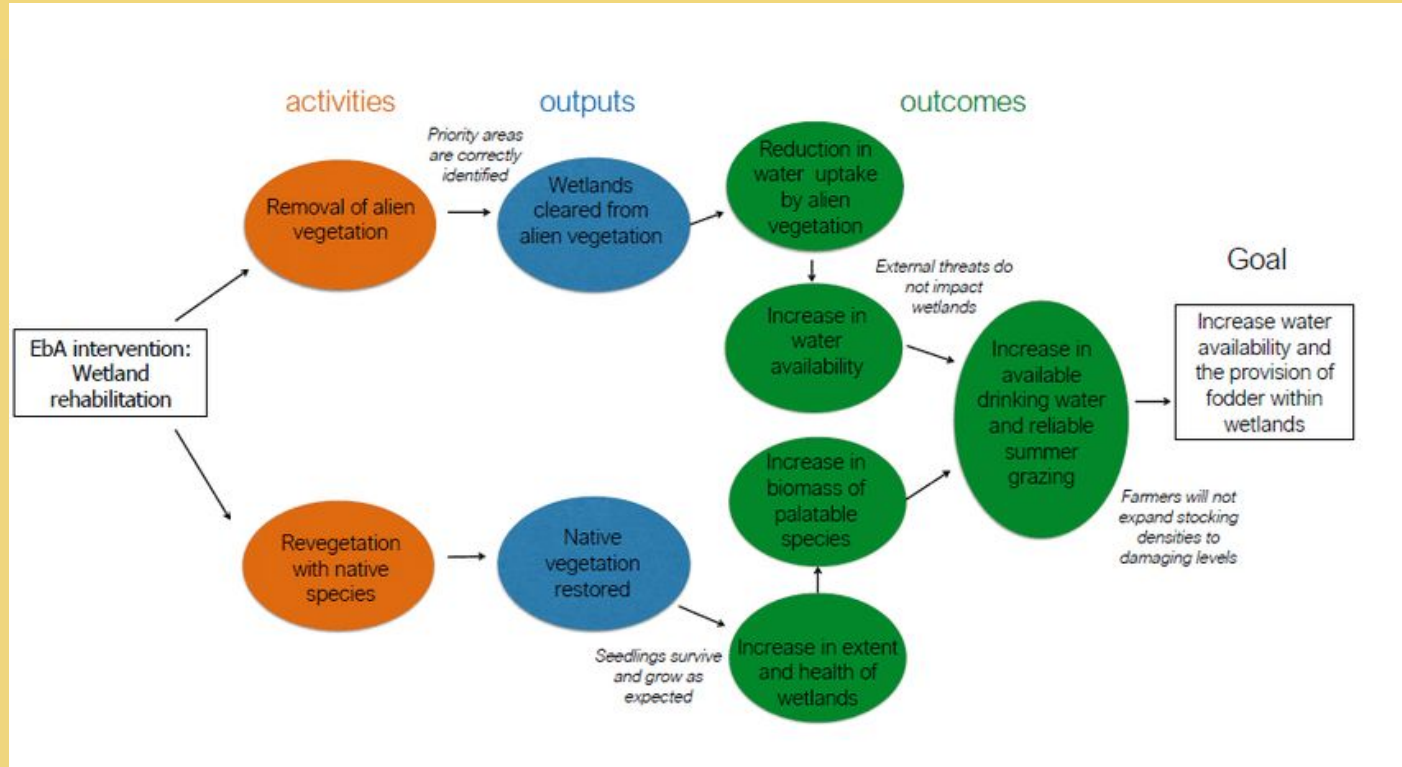 activities
outputs
outcomes
Priority areas
are correctly
identified
Removal of alien
vegetation
Wetlands
cleared from
alien vegetation
Reduction in
water uptake
by alien
vegetation
External threats do
not impact
wetlands
Goal
EbA intervention:
Wetland
rehabilitation
Increase in
water
availability
Increase in
available
drinking water
and reliable
summer
grazing
Increase water
availability and
the provision of
fodder within
wetlands
Increase in
biomass of
palatable
species
Farmers will not
expand stocking
densities to
damaging levels
Revegetation
with native
species
Native
vegetation
restored
Seedlings survive
and grow as
expected
Increase in extent
and health of
wetlands